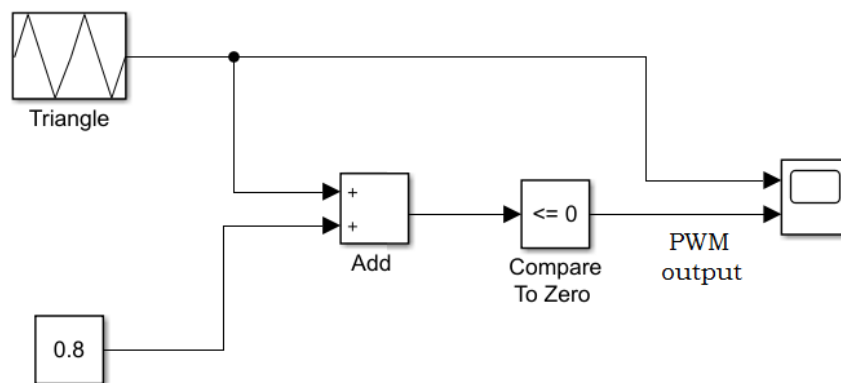 Triangle
+
+
Add
<= 0
Compare
To Zero
PWM
output
0.8